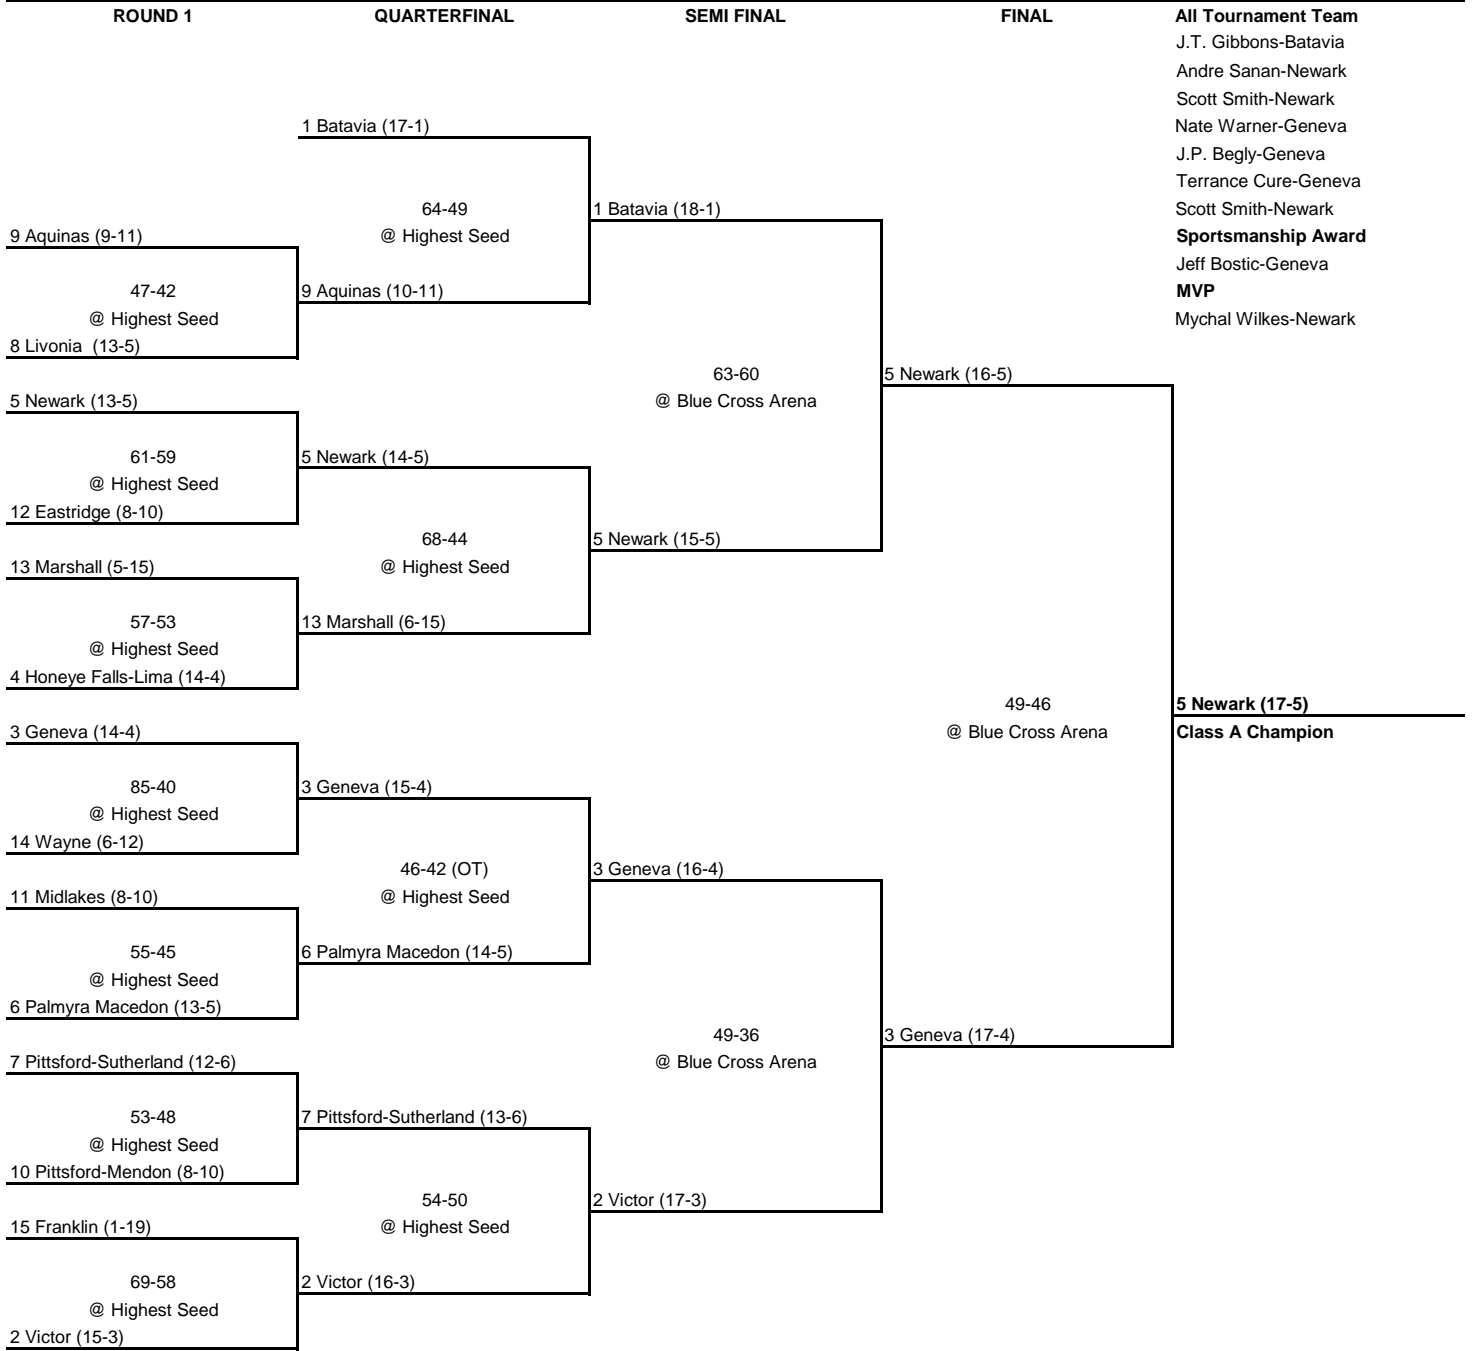 ROUND 1
QUARTERFINAL
SEMI FINAL
FINAL
All Tournament Team
J.T. Gibbons-Batavia
Andre Sanan-Newark
Scott Smith-Newark
Nate Warner-Geneva
J.P. Begly-Geneva
Terrance Cure-Geneva
Scott Smith-Newark
Sportsmanship Award
Jeff Bostic-Geneva
MVP
Mychal Wilkes-Newark
9 Aquinas (9-11)
47-42
@ Highest Seed
8 Livonia (13-5)
5 Newark (13-5)
61-59
@ Highest Seed
12 Eastridge (8-10)
13 Marshall (5-15)
57-53
@ Highest Seed
4 Honeye Falls-Lima (14-4)
3 Geneva (14-4)
85-40
@ Highest Seed
14 Wayne (6-12)
11 Midlakes (8-10)
55-45
@ Highest Seed
6 Palmyra Macedon (13-5)
7 Pittsford-Sutherland (12-6)
53-48
@ Highest Seed
10 Pittsford-Mendon (8-10)
15 Franklin (1-19)
69-58
@ Highest Seed
2 Victor (15-3)
1 Batavia (17-1)
64-49
@ Highest Seed
9 Aquinas (10-11)
5 Newark (14-5)
68-44
@ Highest Seed
13 Marshall (6-15)
3 Geneva (15-4)
46-42 (OT)
@ Highest Seed
6 Palmyra Macedon (14-5)
7 Pittsford-Sutherland (13-6)
54-50
@ Highest Seed
2 Victor (16-3)
1 Batavia (18-1)
63-60
@ Blue Cross Arena
5 Newark (15-5)
3 Geneva (16-4)
49-36
@ Blue Cross Arena
2 Victor (17-3)
5 Newark (16-5)
49-46
@ Blue Cross Arena
3 Geneva (17-4)
5 Newark (17-5)
Class A Champion